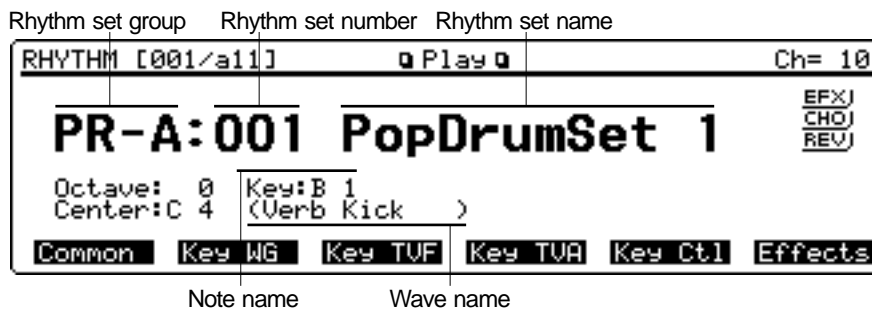 Rhythm set group Rhythm set number Rhythm set name
RHYTHM [001/a11] Play Ch= 10
EFX
CHO
REV
PR-A:001 PopDrumSet 1
Octave: 0 Key:B 1
Center:C 4 (Verb Kick )
Common Key WG Key TVF Key TVA Key Ctl Effects
Note name Wave name